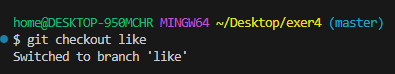 home@DESKTOP-950MCHR MINGW64 ~/Desktop/exer4 (master)
$ git checkout like
Switched to branch 'like'